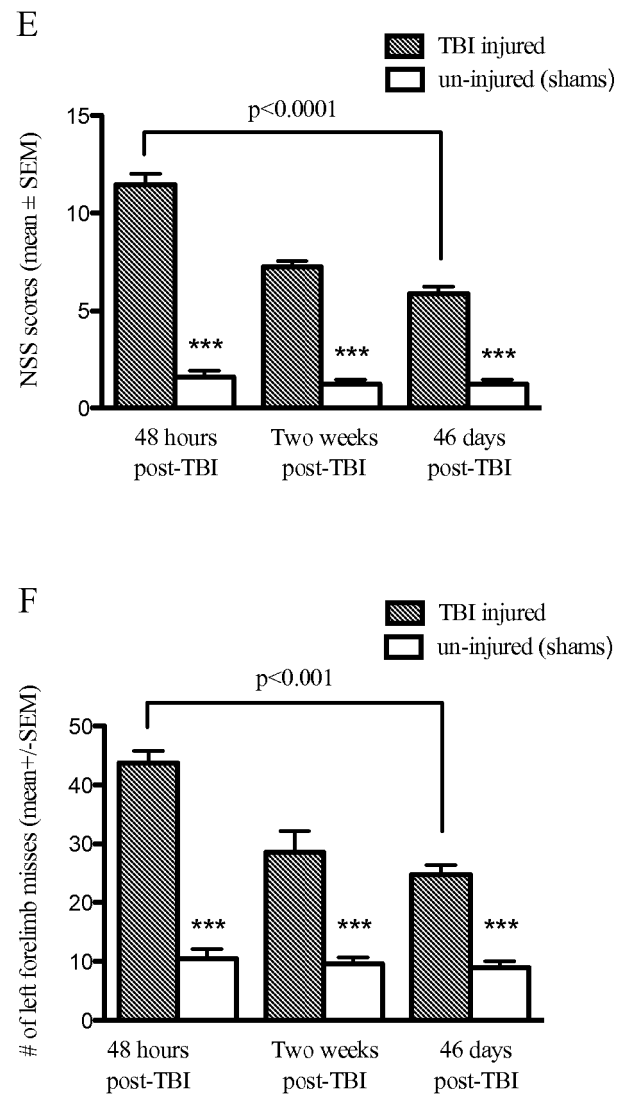 E
TBI injured
un-injured (shams)
p<0.0001
NSS scores (mean ± SEM)
15
10
5
0
***
***
***
48 hours
post-TBI
Two weeks
post-TBI
46 days
post-TBI
F
TBI injured
un-injured (shams)
p<0.001
# of left forelimb misses (mean+/-SEM)
50
40
30
20
10
0
***
***
***
48 hours
post-TBI
Two weeks
post-TBI
46 days
post-TBI